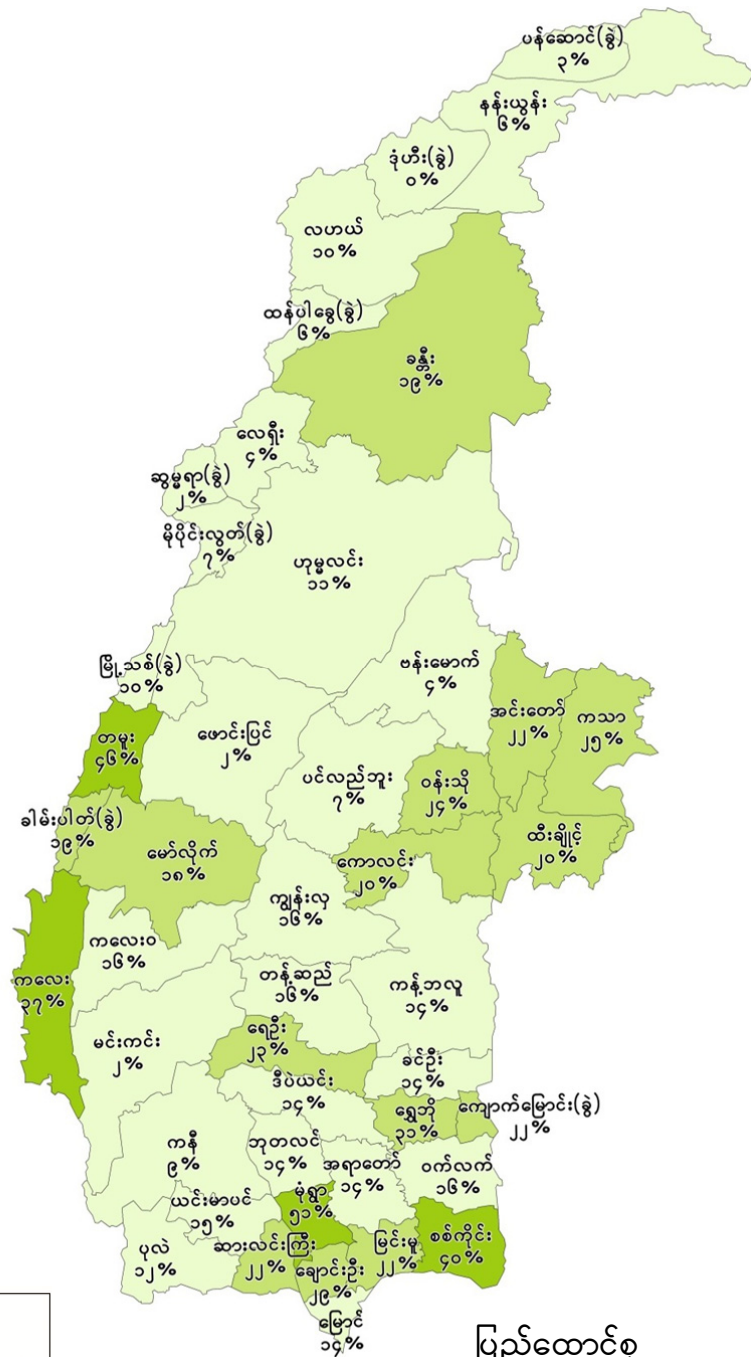 ပန်ဆောင်(ခွဲ)
၃%
နန်းယွန်း
၆%
ဒုံဟီး(ခွဲ)
၀%
လဟယ်
၁၀%
ထန်ပါခွေ(ခွဲ)
၆%
ခန္တီး
၁၉%
လေရှီး
၄%
ဆွမ္မရာ(ခွဲ)
၂%
မိုပိုင်းလွတ်(ခွဲ)
၇%
ဟုမ္မလင်း
၁၁%
မြို့သစ်(ခွဲ)
၁၀%
ဗန်းမောက်
၄%
အင်းတော်
၂၂%
ကသာ
၂၅%
တမူး
၄၆%
ဖောင်းပြင်
၂%
ပင်လည်ဘူး
၇%
ဝန်းသို
၂၄%
ခါမ်းပါတ်(ခွဲ)
၁၉%
မော်လိုက်
၁၈%
ကောလင်း
၂၀%
ထီးချိုင့်
၂၀%
ကျွန်းလှ
၁၆%
ကလေးဝ
၁၆%
ကလေး
၃၇%
တန့်ဆည်
၁၆%
ကန့်ဘလူ
၁၄%
မင်းကင်း
၂%
ရေဦး
၂၃%
ခင်ဦး
၁၄%
ဒီပဲယင်း
၁၄%
ရွှေဘို
၃၁%
ကျောက်မြောင်း(ခွဲ)
၂၂%
ကနီ
၉%
ဘုတလင်
၁၄%
အရာတော်
၁၄%
ဝက်လက်
၁၆%
ယင်းမာပင်
၁၅%
မုံရွာ
၅၁%
ပုလဲ
၁၂%
ဆားလင်းကြီး
၂၂%
ချောင်းဦး
၂၉%
မြင်းမူ
၂၂%
စစ်ကိုင်း
၄၀%
မြောင်
၁၄%
ပြည်ထောင်စု